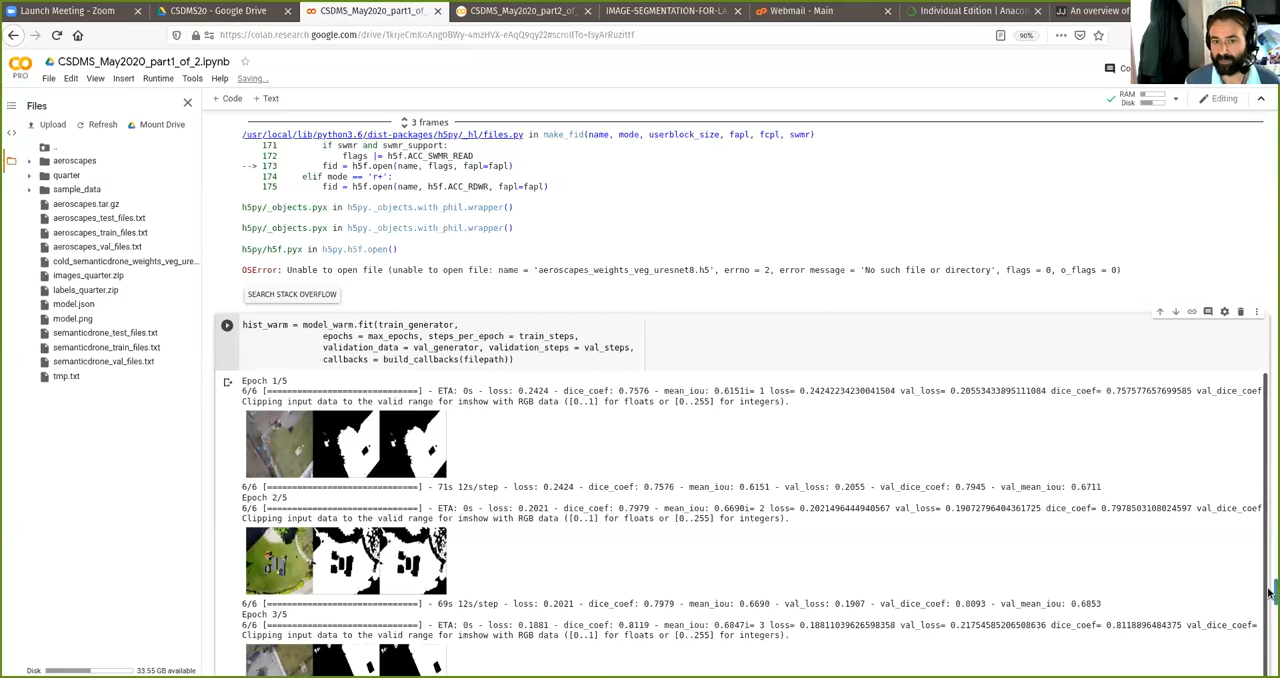 Launch Meeting - Zoom
CSDMS20 - Google Drive
CSDMS_May2020_part1_of_
CSDMS_May2020_part2_of_
IMAGE-SEGMENTATION-FOR-LA
Webmail - Main
Individual Edition | Anacon
An overview of
https://colab.research.google.com/drive/
90%
PRO
CSDMS_May2020_part1_of_2.ipynb
File Edit View Insert Runtime Tools Help Saving...
Co
+ Code + Text
RAM
Disk
Editing
Files
Upload Refresh Mount Drive
..
aeroscapes
quarter
sample_data
aeroscapes.tar.gz
aeroscapes_test_files.txt
aeroscapes_train_files.txt
aeroscapes_val_files.txt
cold_semanticdrone_weights_veg_ure...
images_quarter.zip
labels_quarter.zip
model.json
model.png
semanticdrone_test_files.txt
semanticdrone_train_files.txt
semanticdrone_val_files.txt
tmp.txt
Disk 33.55 GB available
3 frames
/usr/local/lib/python3.6/dist-packages/h5py/_hl/files.py in make_fid(name, mode, userblock_size, fapl, fcpl, swmr)
171 if swmr and swmr_support:
172 flags |= h5f.ACC_SWMR_READ
--> 173 fid = h5f.open(name, flags, fapl=fapl)
174 elif mode == 'r+':
175 fid = h5f.open(name, h5f.ACC_RDWR, fapl=fapl)
h5py/_objects.pyx in h5py._objects.with_phil.wrapper()
h5py/_objects.pyx in h5py._objects.with_phil.wrapper()
h5py/h5f.pyx in h5py.h5f.open()
OSError: Unable to open file (unable to open file: name = 'aeroscapes_weights_veg_uresnet8.h5', errno = 2, error message = 'No such file or directory', flags = 0, o_flags = 0)
SEARCH STACK OVERFLOW
hist_warm = model_warm.fit(train_generator,
epochs = max_epochs, steps_per_epoch = train_steps,
validation_data = val_generator, validation_steps = val_steps,
callbacks = build_callbacks(filepath))
Epoch 1/5
6/6 [==============================] - ETA: 0s - loss: 0.2424 - dice_coef: 0.7576 - mean_iou: 0.6151i= 1 loss= 0.24242234230041504 val_loss= 0.20553433895111084 dice_coef= 0.757577657699585 val_dice_coef
Clipping input data to the valid range for imshow with RGB data ([0..1] for floats or [0..255] for integers).
6/6 [==============================] - 71s 12s/step - loss: 0.2424 - dice_coef: 0.7576 - mean_iou: 0.6151 - val_loss: 0.2055 - val_dice_coef: 0.7945 - val_mean_iou: 0.6711
Epoch 2/5
6/6 [==============================] - ETA: 0s - loss: 0.2021 - dice_coef: 0.7979 - mean_iou: 0.6690i= 2 loss= 0.2021496444940567 val_loss= 0.19072796404361725 dice_coef= 0.7978503108024597 val_dice_coef
Clipping input data to the valid range for imshow with RGB data ([0..1] for floats or [0..255] for integers).
6/6 [==============================] - 69s 12s/step - loss: 0.2021 - dice_coef: 0.7979 - mean_iou: 0.6690 - val_loss: 0.1907 - val_dice_coef: 0.8093 - val_mean_iou: 0.6853
Epoch 3/5
6/6 [==============================] - ETA: 0s - loss: 0.1881 - dice_coef: 0.8119 - mean_iou: 0.6847i= 3 loss= 0.18811039626598358 val_loss= 0.21754585206508636 dice_coef= 0.8118896484375 val_dice_coef=
Clipping input data to the valid range for imshow with RGB data ([0..1] for floats or [0..255] for integers).